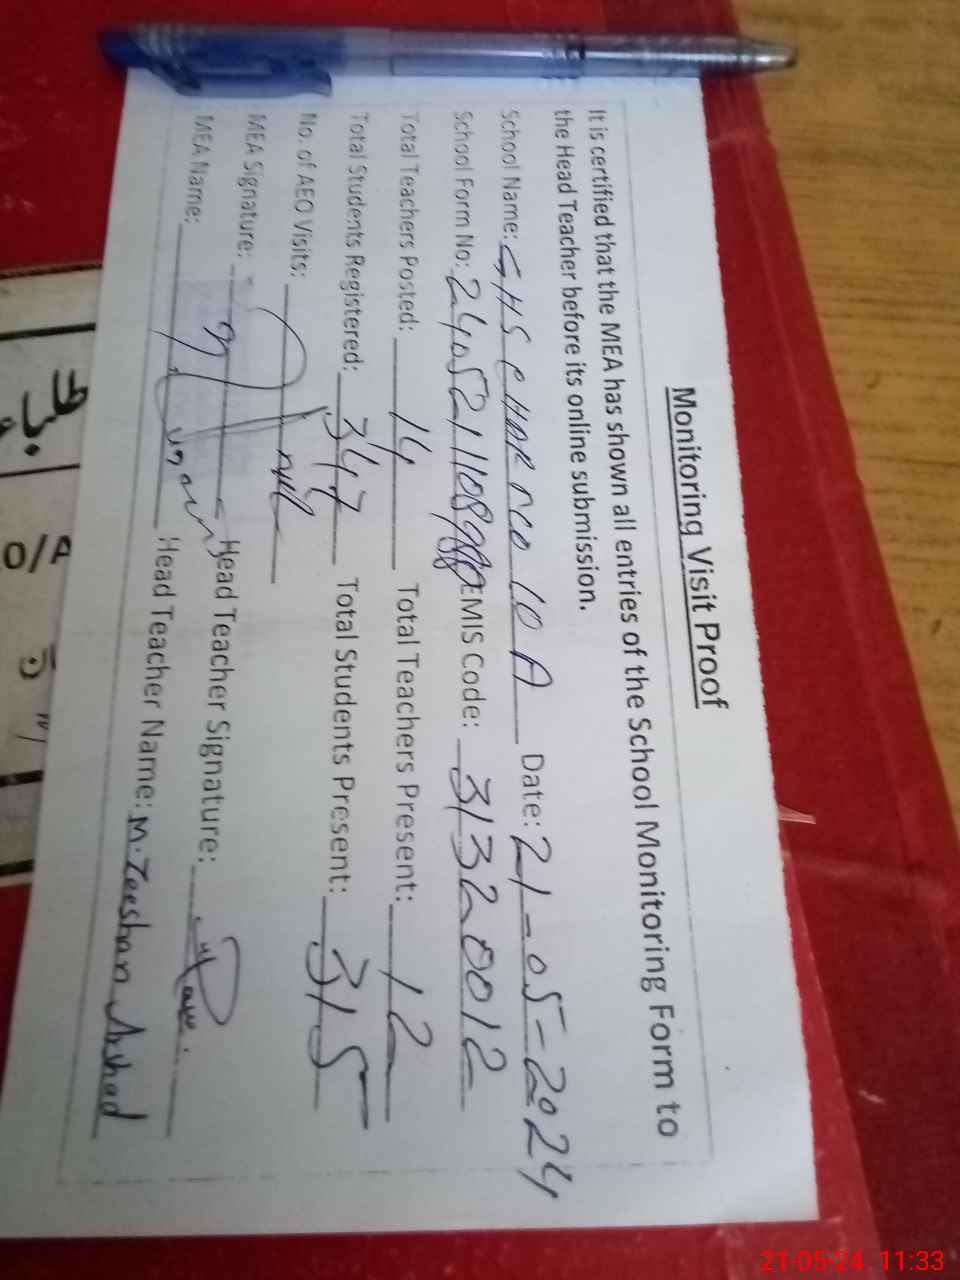 Monitoring Visit Proof
It is certified that the MEA has shown all entries of the School Monitoring Form to
the Head Teacher before its online submission.
School Name: GHS CHAK NO 10 A Date: 21-05-2024
School Form No: EMIS Code: 31320012
Total Teachers Posted: 14 Total Teachers Present: 12
Total Students Registered: 347 Total Students Present: 315
No. of AEO Visits: nil
MEA Signature: Head Teacher Signature:
MEA Name: Head Teacher Name: M. Zeeshan Arshad
طلباء
O/A
21-05-24 11:33